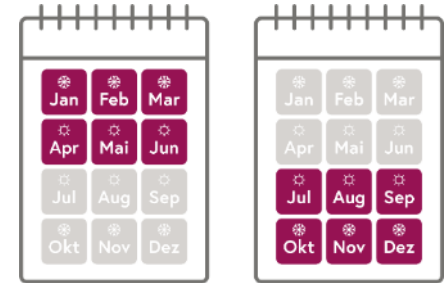 Jan Feb Mar
Apr Mai Jun
Jul Aug Sep
Okt Nov Dez
Jan Feb Mar
Apr Mai Jun
Jul Aug Sep
Okt Nov Dez